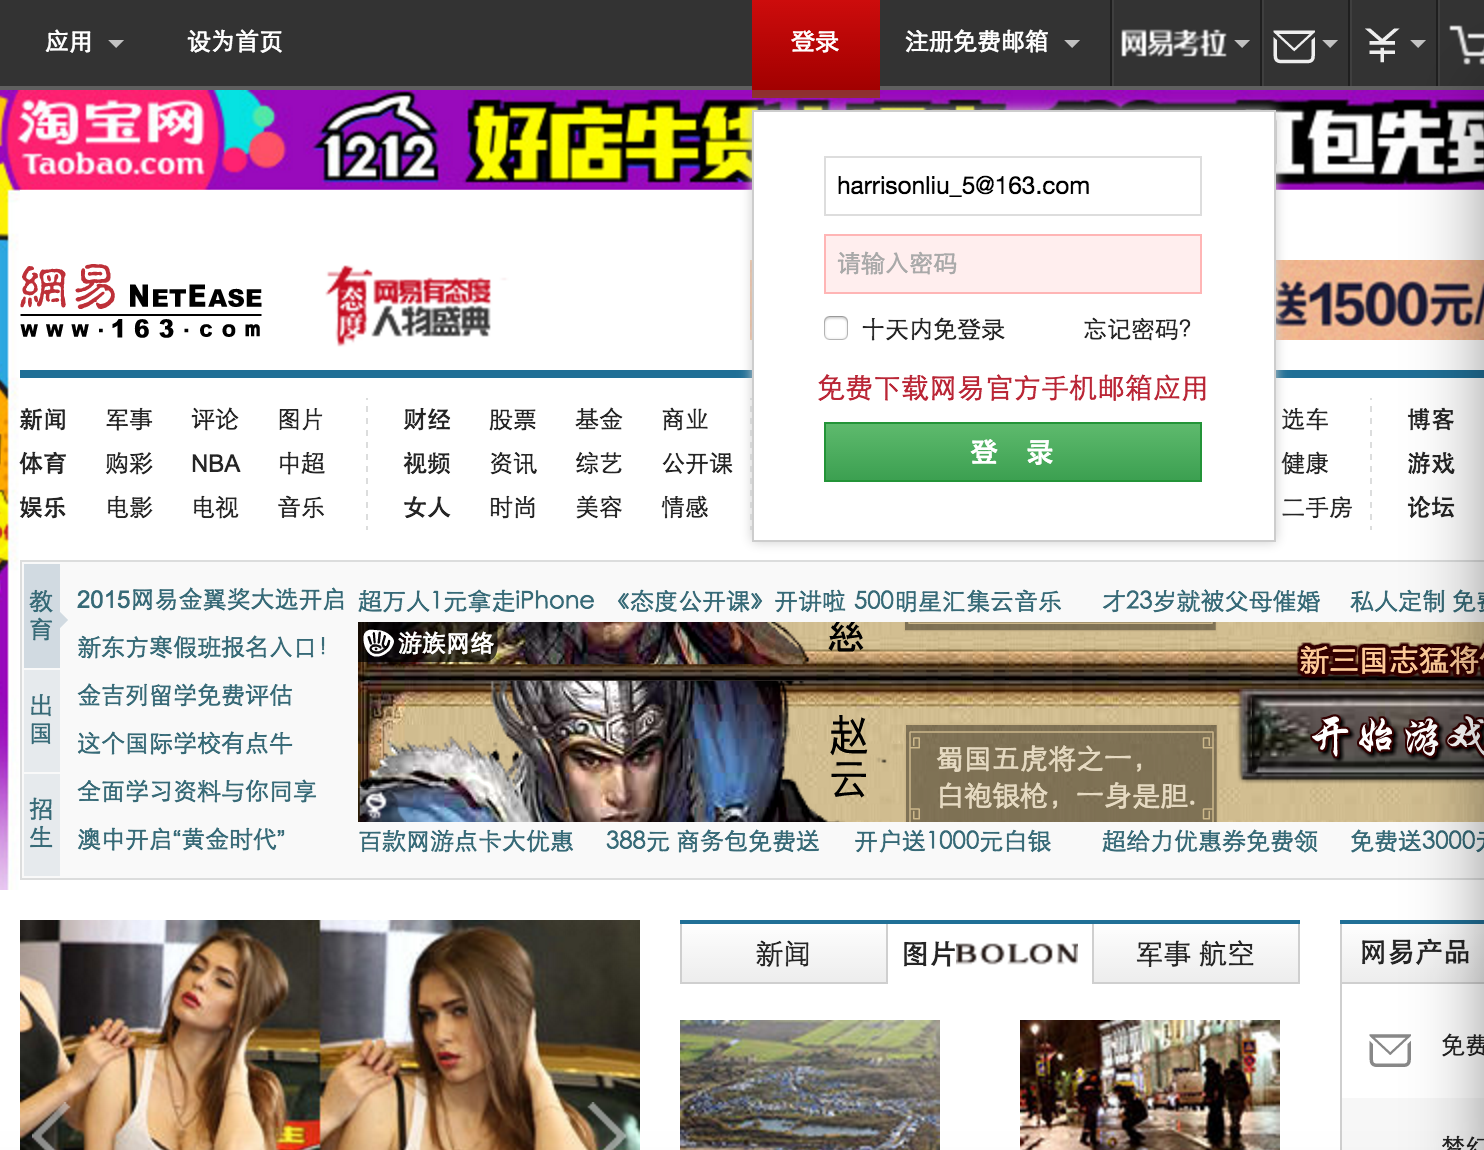 应用 设为首页 登录 注册免费邮箱 网易考拉
淘宝网 1212 好店牛货 红包先到
Taobao.com
harrisonliu_5@163.com
请输入密码
網易 NETEASE
www.163.com
有态度 网易有态度
人物盛典
送1500元/
十天内免登录 忘记密码?
免费下载网易官方手机邮箱应用
登 录
新闻 军事 评论 图片 财经 股票 基金 商业 选车 博客
体育 购彩 NBA 中超 视频 资讯 综艺 公开课 健康 游戏
娱乐 电影 电视 音乐 女人 时尚 美容 情感 二手房 论坛
教育
出国
招生
2015网易金翼奖大选开启
新东方寒假班报名入口!
金吉列留学免费评估
这个国际学校有点牛
全面学习资料与你同享
澳中开启“黄金时代”
超万人1元拿走iPhone 《态度公开课》开讲啦 500明星汇集云音乐 才23岁就被父母催婚 私人定制 免费
游族网络
慈
新三国志猛将
赵云
蜀国五虎将之一，
白袍银枪，一身是胆.
开始游戏
百款网游点卡大优惠 388元 商务包免费送 开户送1000元白银 超给力优惠券免费领 免费送3000元
新闻 图片BOLON 军事 航空 网易产品
免费
梦幻